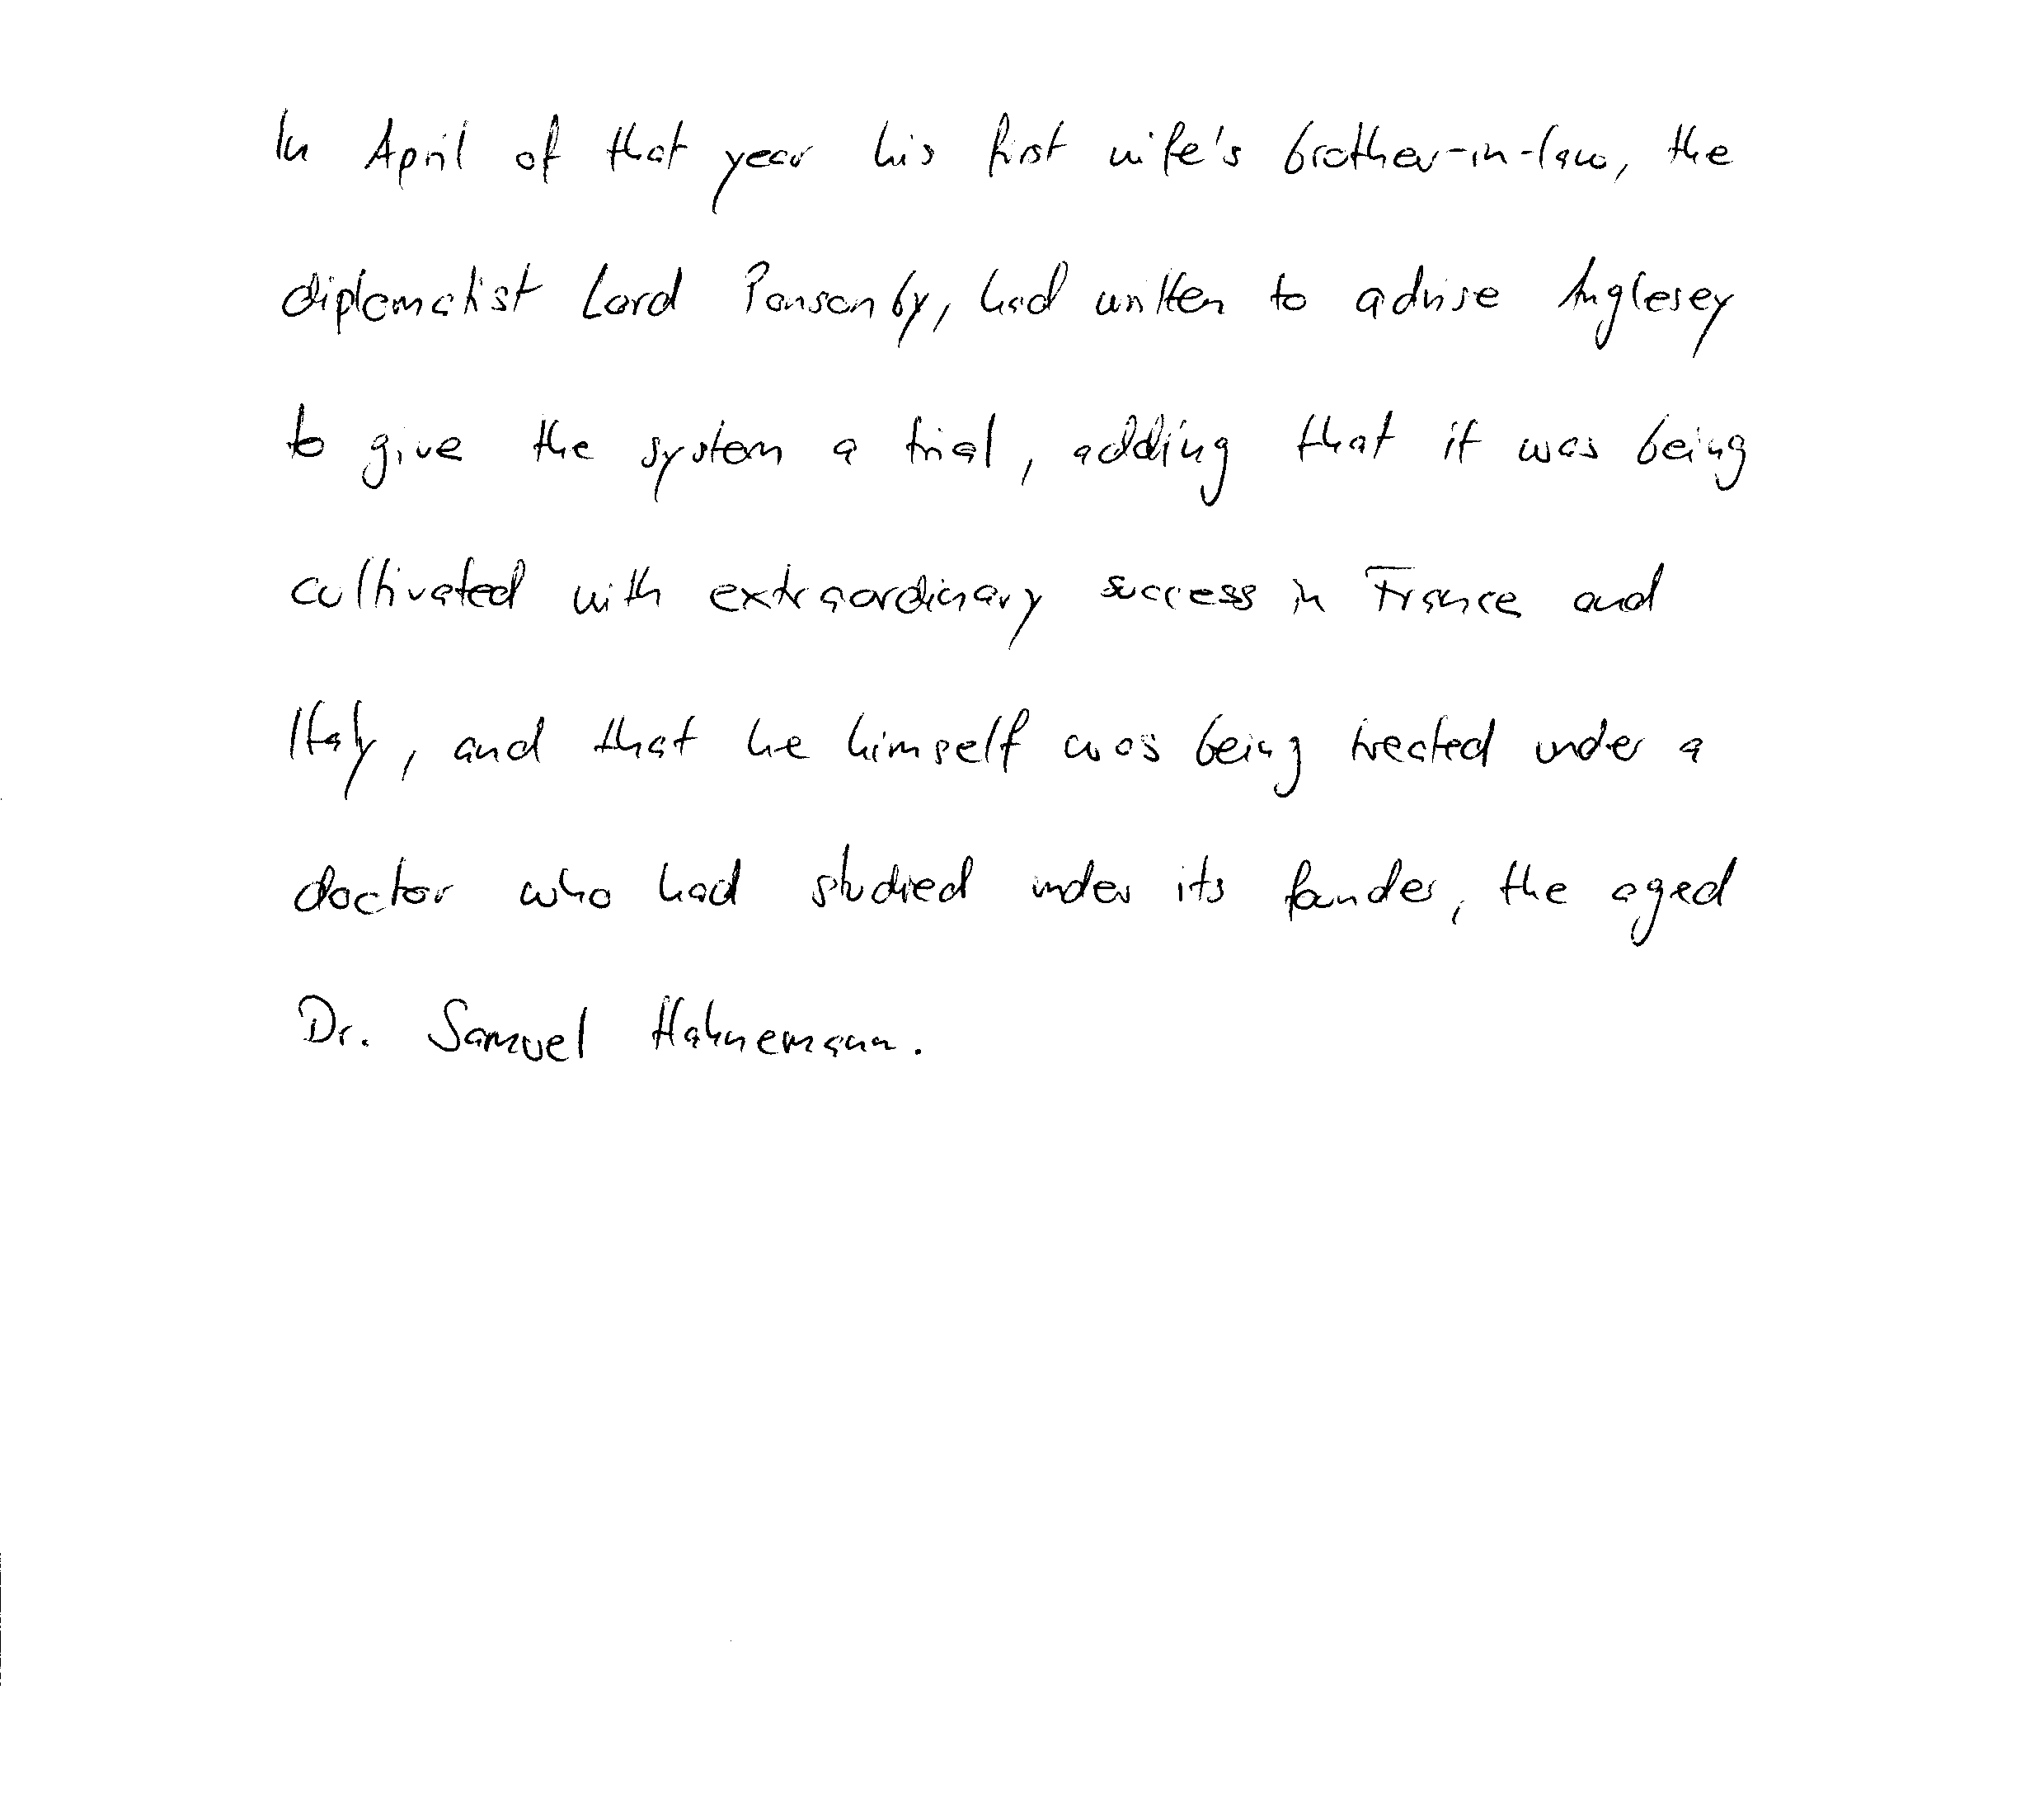 In April of that year his first wife's brother-in-law, the
diplomatist Lord Ponsonby, had written to advise Anglesey
to give the system a trial, adding that it was being
cultivated with extraordinary success in France and
Italy, and that he himself was being treated under a
doctor who had studied under its founder, the aged
Dr. Samuel Hahnemann.